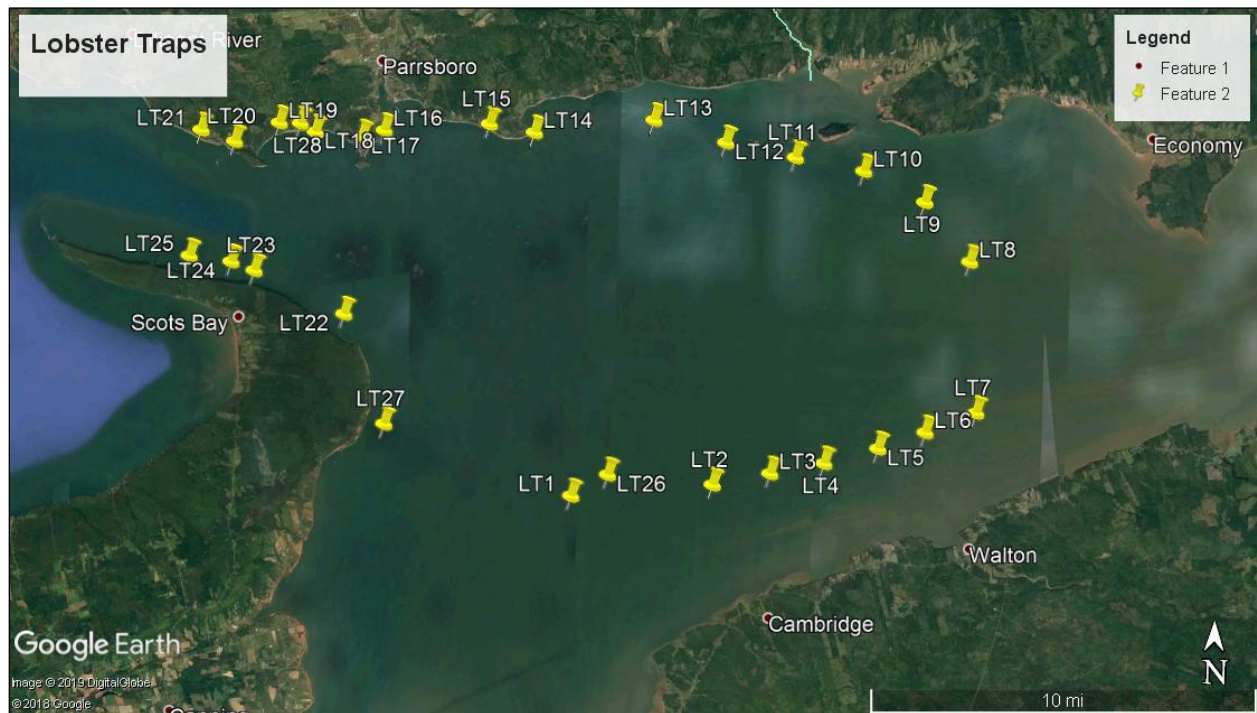 Lobster Traps
River
Parrsboro
Legend
Feature 1
Feature 2
LT21
LT20
LT19
LT28
LT18
LT17
LT16
LT15
LT14
LT13
LT12
LT11
LT10
Economy
LT9
LT8
LT25
LT24
LT23
Scots Bay
LT22
LT27
LT7
LT6
LT5
LT1
LT26
LT2
LT3
LT4
Walton
Cambridge
Google Earth
Image © 2019 DigitalGlobe
© 2018 Google
N
10 mi